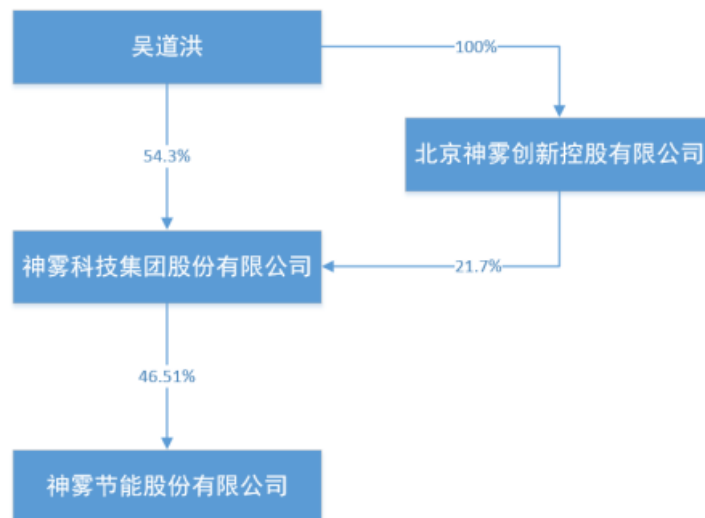 吴道洪
100%
北京神雾创新控股有限公司
54.3%
神雾科技集团股份有限公司
21.7%
46.51%
神雾节能股份有限公司